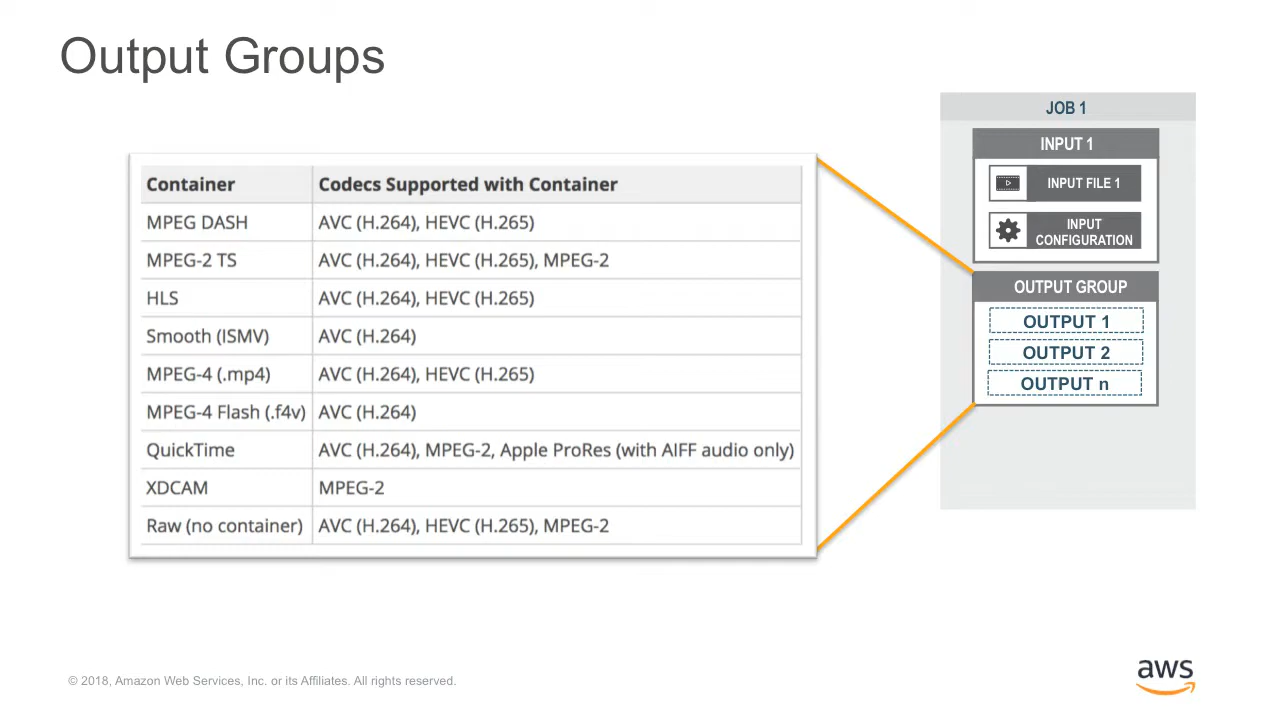 Output Groups
Container Codecs Supported with Container
MPEG DASH AVC (H.264), HEVC (H.265)
MPEG-2 TS AVC (H.264), HEVC (H.265), MPEG-2
HLS AVC (H.264), HEVC (H.265)
Smooth (ISMV) AVC (H.264)
MPEG-4 (.mp4) AVC (H.264), HEVC (H.265)
MPEG-4 Flash (.f4v) AVC (H.264)
QuickTime AVC (H.264), MPEG-2, Apple ProRes (with AIFF audio only)
XDCAM MPEG-2
Raw (no container) AVC (H.264), HEVC (H.265), MPEG-2
JOB 1
INPUT 1
INPUT FILE 1
INPUT
CONFIGURATION
OUTPUT GROUP
OUTPUT 1
OUTPUT 2
OUTPUT n
© 2018, Amazon Web Services, Inc. or its Affiliates. All rights reserved.
aws